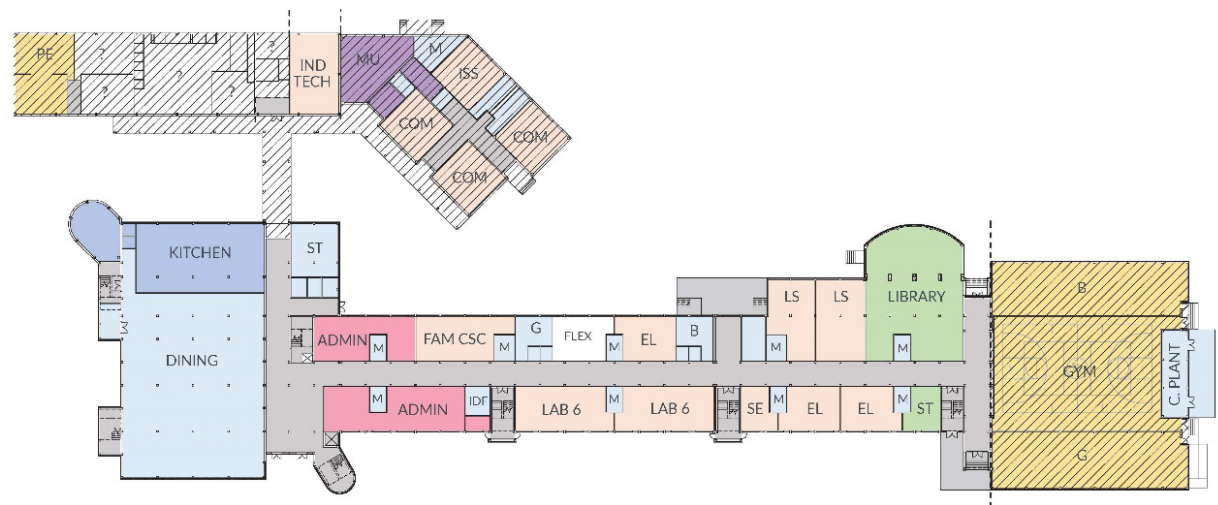 PE
?
?
?
?
?
IND
TECH
MU
M
ISS
COM
COM
COM
KITCHEN
ST
DINING
ADMIN
M
FAM CSC
M
G
FLEX
M
EL
B
LS
LS
M
LIBRARY
M
M
ADMIN
IDF
LAB 6
M
LAB 6
SE
M
EL
EL
M
ST
B
GYM
G
C. PLANT